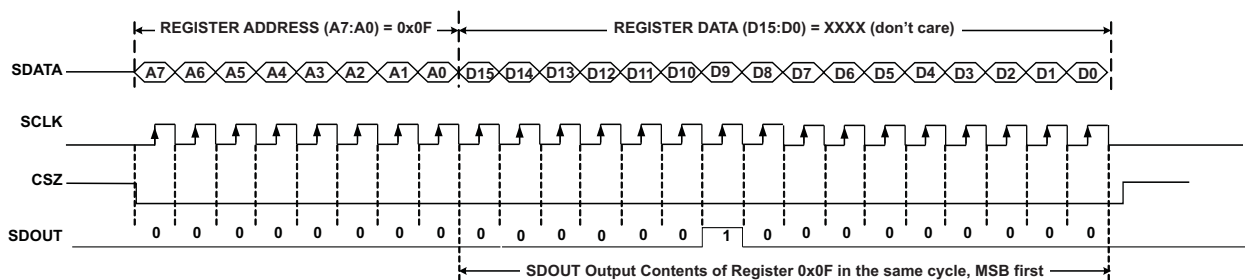 REGISTER ADDRESS (A7:A0) = 0x0F REGISTER DATA (D15:D0) = XXXX (don't care)
SDATA A7 A6 A5 A4 A3 A2 A1 A0 D15 D14 D13 D12 D11 D10 D9 D8 D7 D6 D5 D4 D3 D2 D1 D0
SCLK
CSZ
SDOUT 0 0 0 0 0 0 0 0 0 0 0 0 0 0 1 0 0 0 0 0 0 0 0 0
SDOUT Output Contents of Register 0x0F in the same cycle, MSB first